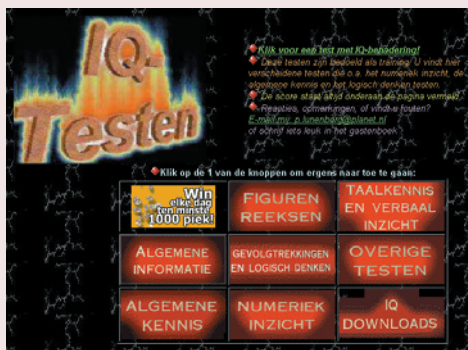 IQ-
Testen
Klik voor een test met IQ-benadering!
Deze testen zijn bedoeld als training. U vindt hier
verscheidene testen die o.a. het numeriek inzicht, de
algemene kennis en het logisch denken testen.
De score staat altijd onderaan de pagina vermeld.
Reacties, opmerkingen, of vindt u fouten?
E-mail mij: p.lunenborg@planet.nl
of schrijf iets leuk in het gastenboek
Klik op de 1 van de knoppen om ergens naar toe te gaan:
Win
elke dag
ten minste
1000 piek!
FIGUREN
REEKSEN
TAALKENNIS
EN VERBAAL
INZICHT
ALGEMENE
INFORMATIE
GEVOLGTREKKINGEN
EN LOGISCH DENKEN
OVERIGE
TESTEN
ALGEMENE
KENNIS
NUMERIEK
INZICHT
IQ
DOWNLOADS